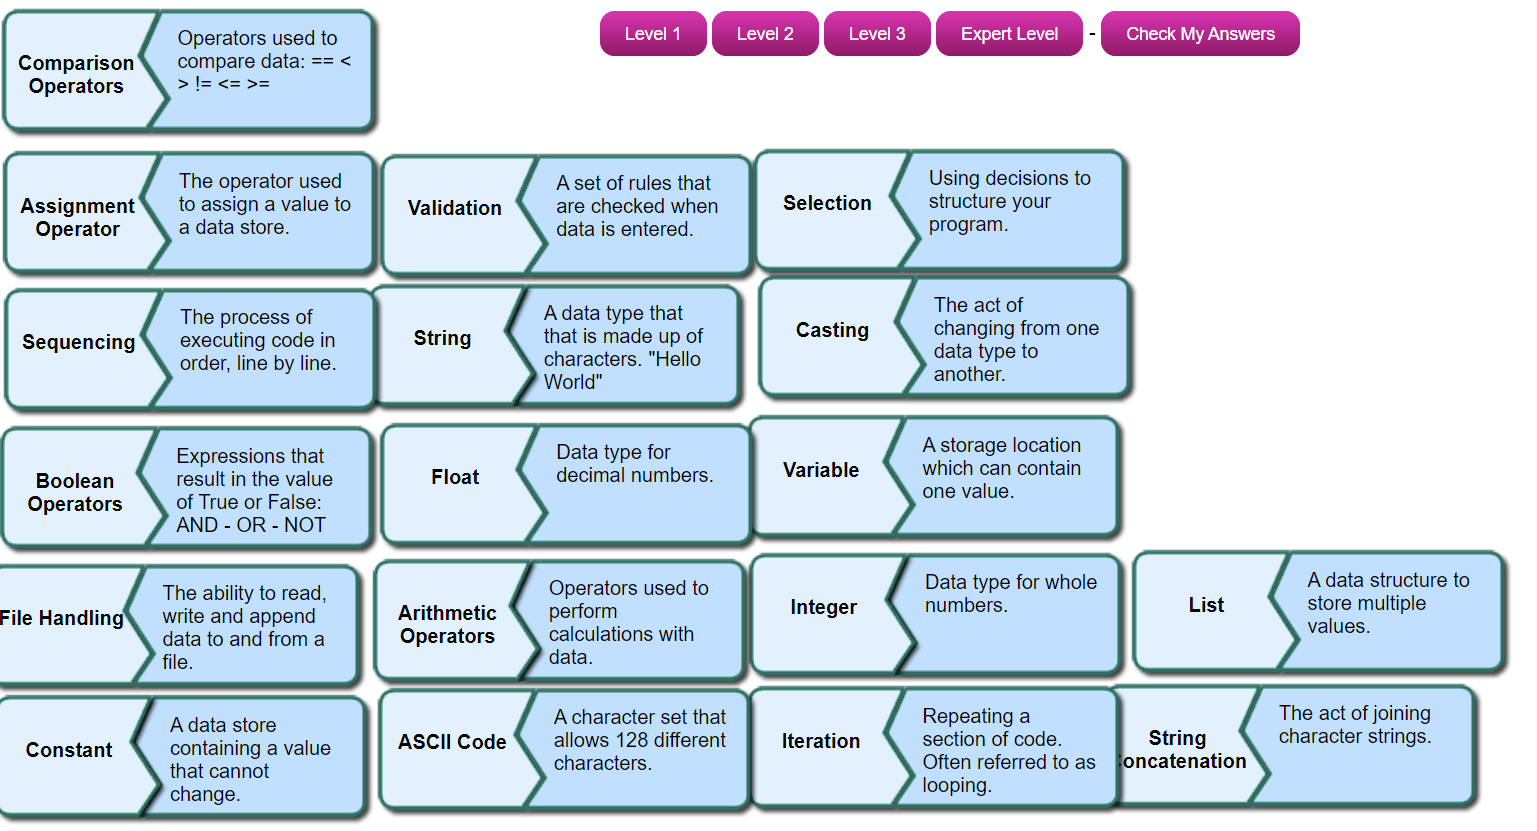 Comparison
Operators
Operators used to
compare data: == <
> != <= >=
Level 1
Level 2
Level 3
Expert Level
-
Check My Answers
Assignment
Operator
The operator used
to assign a value to
a data store.
Validation
A set of rules that
are checked when
data is entered.
Selection
Using decisions to
structure your
program.
Sequencing
The process of
executing code in
order, line by line.
String
A data type that
that is made up of
characters. "Hello
World"
Casting
The act of
changing from one
data type to
another.
Boolean
Operators
Expressions that
result in the value
of True or False:
AND - OR - NOT
Float
Data type for
decimal numbers.
Variable
A storage location
which can contain
one value.
File Handling
The ability to read,
write and append
data to and from a
file.
Arithmetic
Operators
Operators used to
perform
calculations with
data.
Integer
Data type for whole
numbers.
List
A data structure to
store multiple
values.
Constant
A data store
containing a value
that cannot
change.
ASCII Code
A character set that
allows 128 different
characters.
Iteration
Repeating a
section of code.
Often referred to as
looping.
String
oncatenation
The act of joining
character strings.